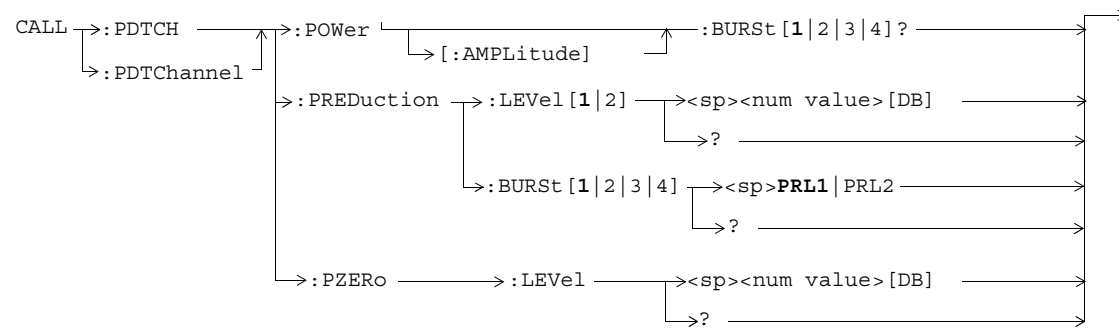 CALL :PDTCH :POWer :BURSt[1|2|3|4]?
[:AMPLitude]
:PDTChannel
:PREDuction :LEVel[1|2] <sp><num value>[DB]
?
:BURSt[1|2|3|4] <sp>PRL1|PRL2
?
:PZERo :LEVel <sp><num value>[DB]
?